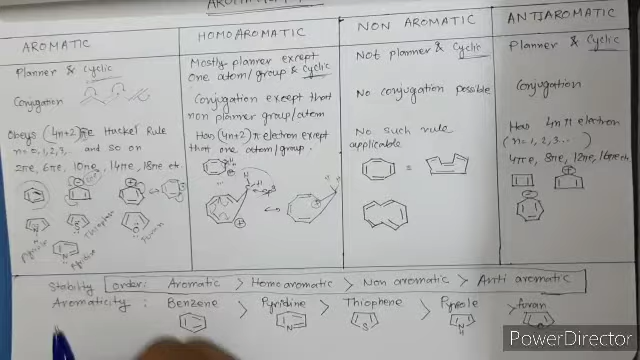 AROMATIC
Planner & cyclic
Conjugation
Obeys (4n+2)πe Huckel Rule
n=0,1,2,3,.. and so on
2πe, 6πe, 10πe, 14πe, 18πe etc.
Pyrrole
Thiophene
Furan
Pyridine
HOMOAROMATIC
Mostly planner except
one atom/group & cyclic
Conjugation except that
non planner group/atom
Has (4n+2)π electron except
that one atom/group.
NON AROMATIC
Not planner & cyclic
No conjugation possible
No such rule
applicable
ANTIAROMATIC
Planner & cyclic
Conjugation
Has 4nπ electron
(n=1,2,3...)
4πe, 8πe, 12πe, 16πe etc
Stability order: Aromatic > Homoaromatic > Non aromatic > Anti aromatic
Aromaticity : Benzene > Pyridine > Thiophene > Pyrrole > furan
PowerDirector